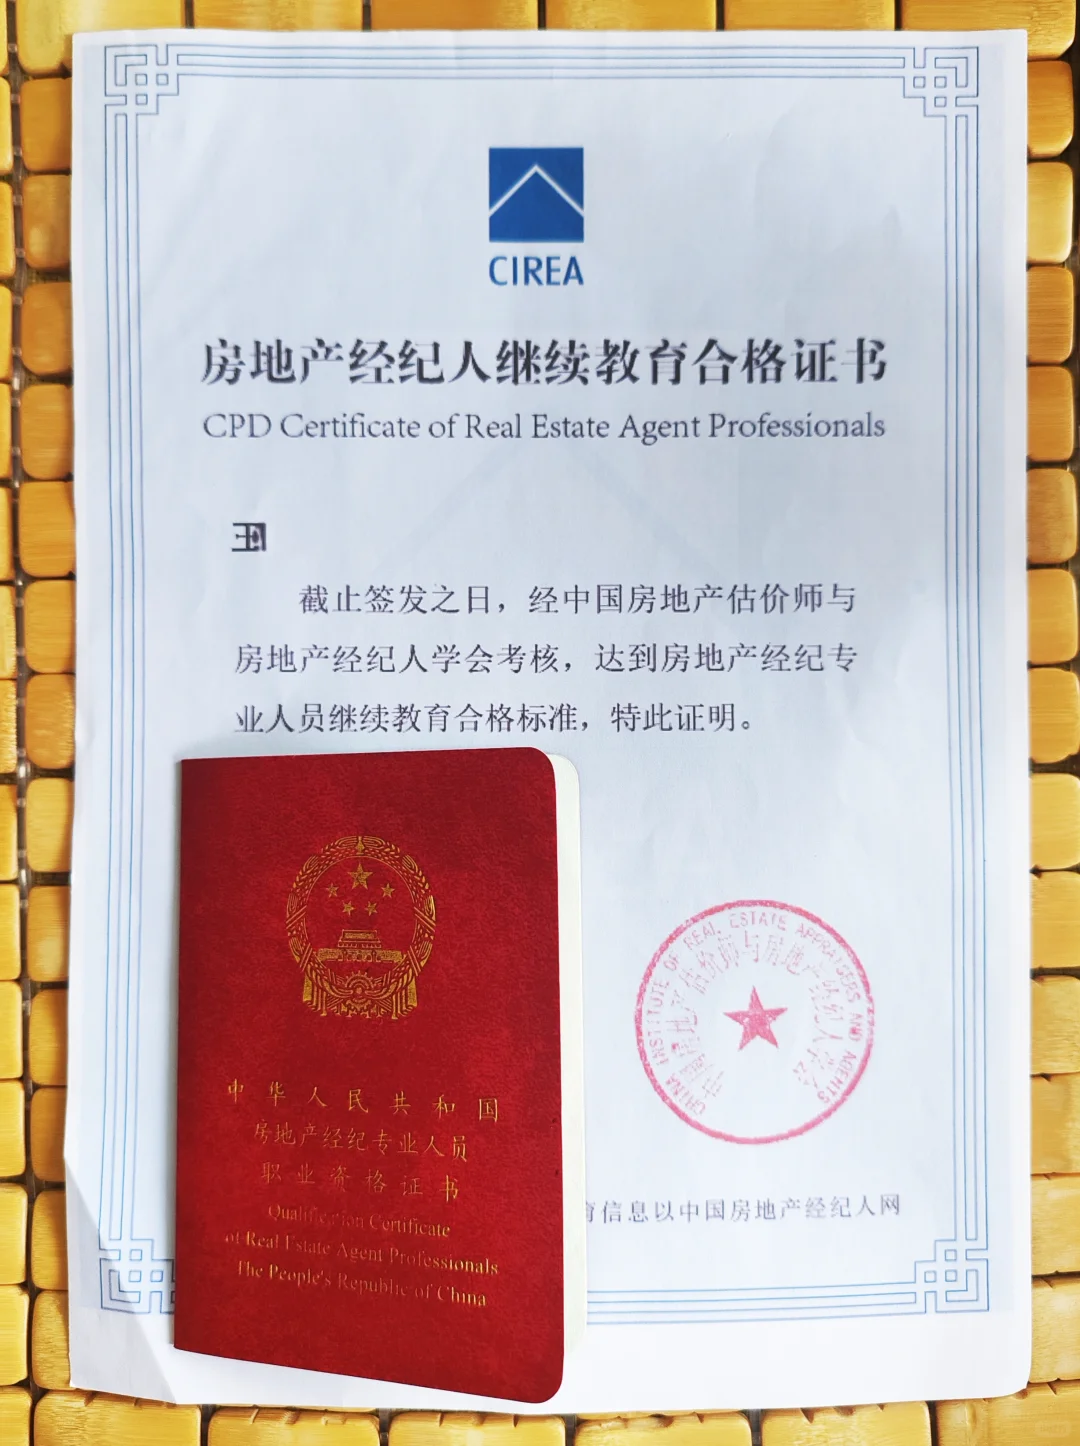 CIREA
房地产经纪人继续教育合格证书
CPD Certificate of Real Estate Agent Professionals
王
截止签发之日，经中国房地产估价师与
房地产经纪人学会考核，达到房地产经纪专
业人员继续教育合格标准，特此证明。
CHINA INSTITUTE OF REAL ESTATE APPRAISERS AND AGENTS
中国房地产估价师与房地产经纪人学会
中华人民共和国
房地产经纪专业人员
职业资格证书
Qualification Certificate
of Real Estate Agent Professionals
The People's Republic of China
育信息以中国房地产经纪人网